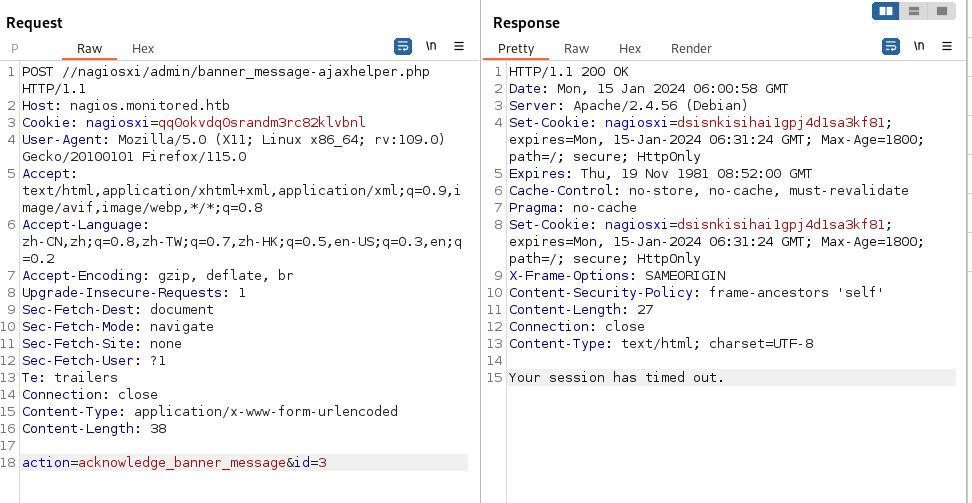 Request
P Raw Hex \n ≡
1 POST //nagiosxi/admin/banner_message-ajaxhelper.php
HTTP/1.1
2 Host: nagios.monitored.htb
3 Cookie: nagiosxi=qq0okvdq0srandm3rc82klvbnl
4 User-Agent: Mozilla/5.0 (X11; Linux x86_64; rv:109.0)
Gecko/20100101 Firefox/115.0
5 Accept:
text/html,application/xhtml+xml,application/xml;q=0.9,i
mage/avif,image/webp,*/*;q=0.8
6 Accept-Language:
zh-CN,zh;q=0.8,zh-TW;q=0.7,zh-HK;q=0.5,en-US;q=0.3,en;q
=0.2
7 Accept-Encoding: gzip, deflate, br
8 Upgrade-Insecure-Requests: 1
9 Sec-Fetch-Dest: document
10 Sec-Fetch-Mode: navigate
11 Sec-Fetch-Site: none
12 Sec-Fetch-User: ?1
13 Te: trailers
14 Connection: close
15 Content-Type: application/x-www-form-urlencoded
16 Content-Length: 38
17
18 action=acknowledge_banner_message&id=3
Response
Pretty Raw Hex Render \n ≡
1 HTTP/1.1 200 OK
2 Date: Mon, 15 Jan 2024 06:00:58 GMT
3 Server: Apache/2.4.56 (Debian)
4 Set-Cookie: nagiosxi=dsisnkisihai1gpj4d1sa3kf81;
expires=Mon, 15-Jan-2024 06:31:24 GMT; Max-Age=1800;
path=/; secure; HttpOnly
5 Expires: Thu, 19 Nov 1981 08:52:00 GMT
6 Cache-Control: no-store, no-cache, must-revalidate
7 Pragma: no-cache
8 Set-Cookie: nagiosxi=dsisnkisihai1gpj4d1sa3kf81;
expires=Mon, 15-Jan-2024 06:31:24 GMT; Max-Age=1800;
path=/; secure; HttpOnly
9 X-Frame-Options: SAMEORIGIN
10 Content-Security-Policy: frame-ancestors 'self'
11 Content-Length: 27
12 Connection: close
13 Content-Type: text/html; charset=UTF-8
14
15 Your session has timed out.